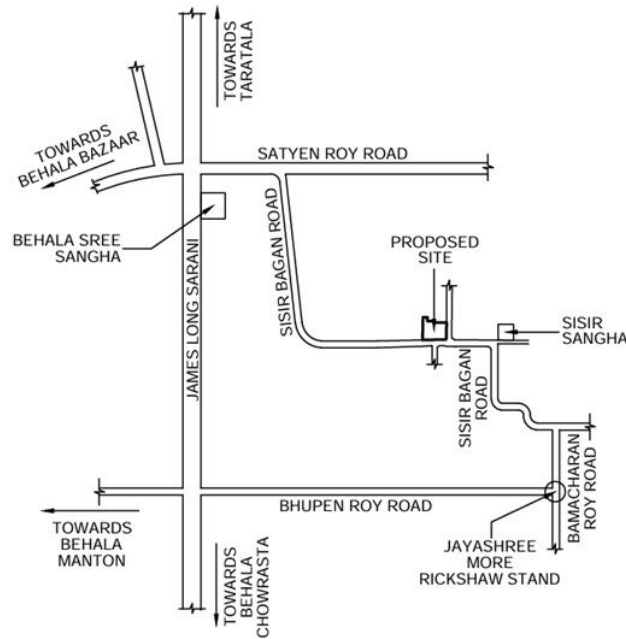 TOWARDS
TARATALA
TOWARDS
BEHALA BAZAAR
SATYEN ROY ROAD
BEHALA SREE
SANGHA
JAMES LONG SARANI
SISIR BAGAN ROAD
PROPOSED
SITE
SISIR
SANGHA
SISIR BAGAN
ROAD
BAMACHARAN
ROY ROAD
BHUPEN ROY ROAD
TOWARDS
BEHALA
MANTON
TOWARDS
BEHALA
CHOWRASTA
JAYASHREE
MORE
RICKSHAW STAND